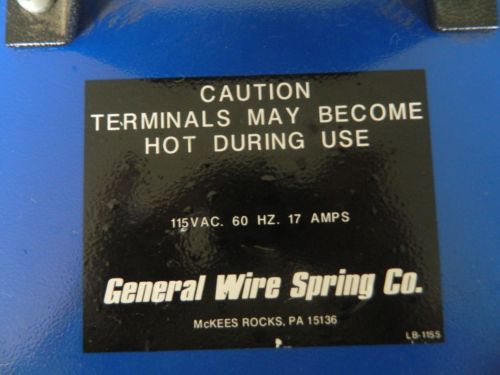 CAUTION
TERMINALS MAY BECOME
HOT DURING USE
115VAC. 60 HZ. 17 AMPS
General Wire Spring Co.
McKEES ROCKS, PA 15136
LB-1155